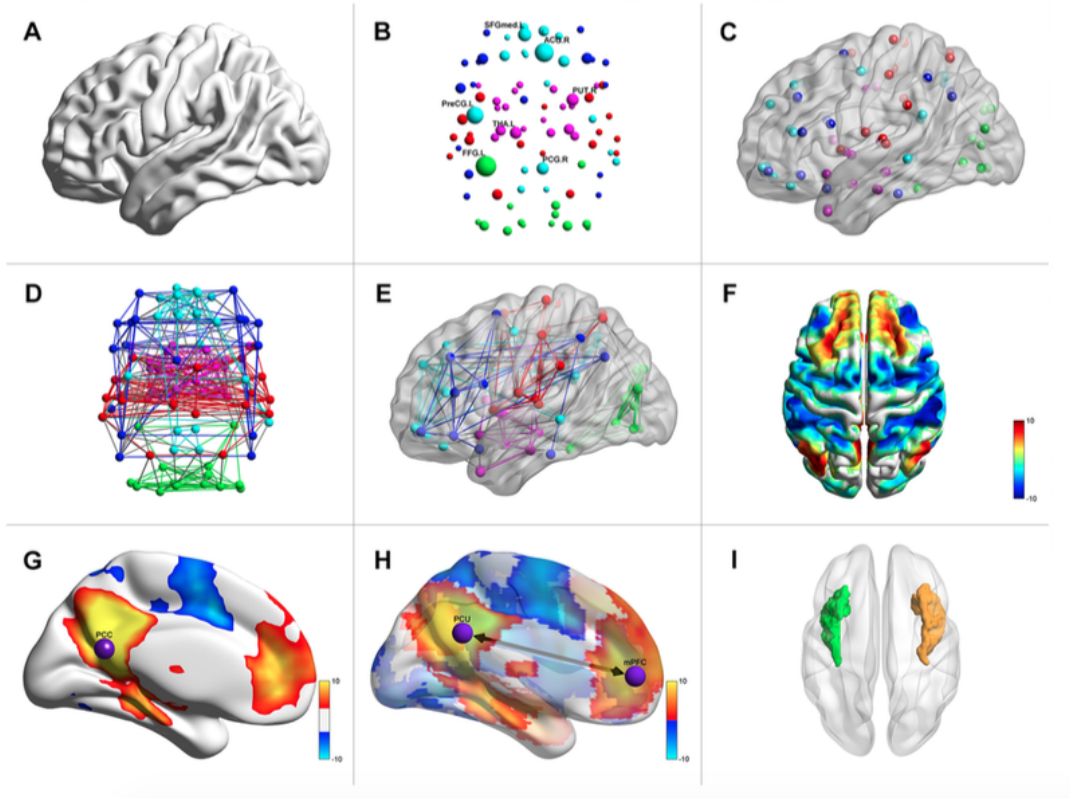 A
B
SFGmed.L
ACG.R
PreCG.L
PUT.R
THA.L
FFG.L
PCG.R
C
D
E
F
10
-10
G
PCC
10
-10
H
PCU
mPFC
10
-10
I